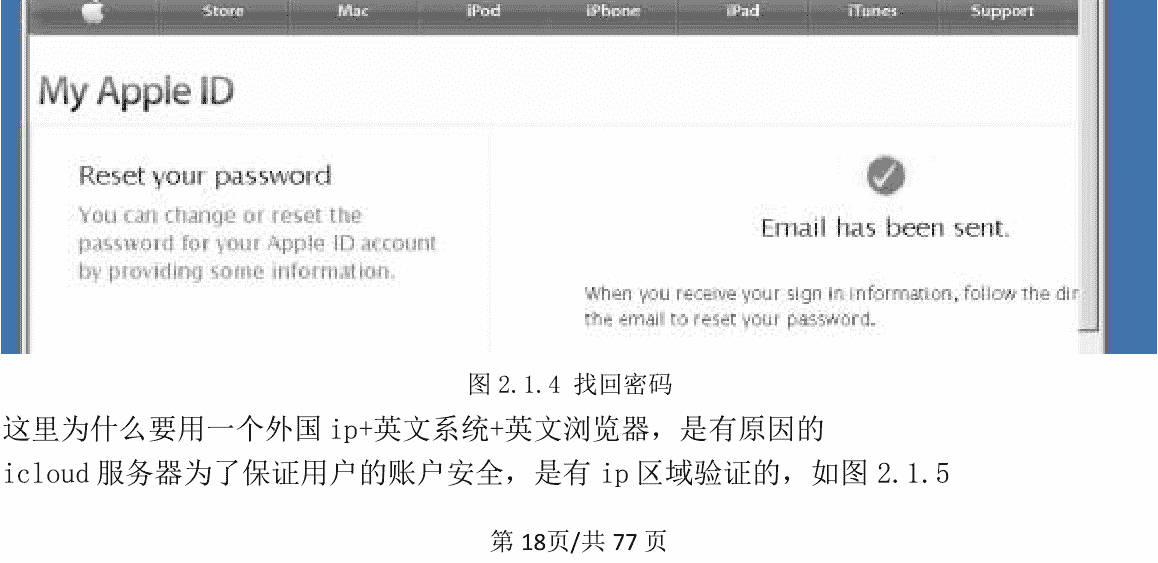 Store Mac iPod iPhone iPad iTunes Support
My Apple ID
Reset your password
You can change or reset the
password for your Apple ID account
by providing some information.
Email has been sent.
When you receive your sign in information, follow the dir
the email to reset your password.
图 2.1.4 找回密码
这里为什么要用一个外国 ip+英文系统+英文浏览器，是有原因的
icloud 服务器为了保证用户的账户安全，是有 ip 区域验证的，如图 2.1.5
第 18页/共 77 页